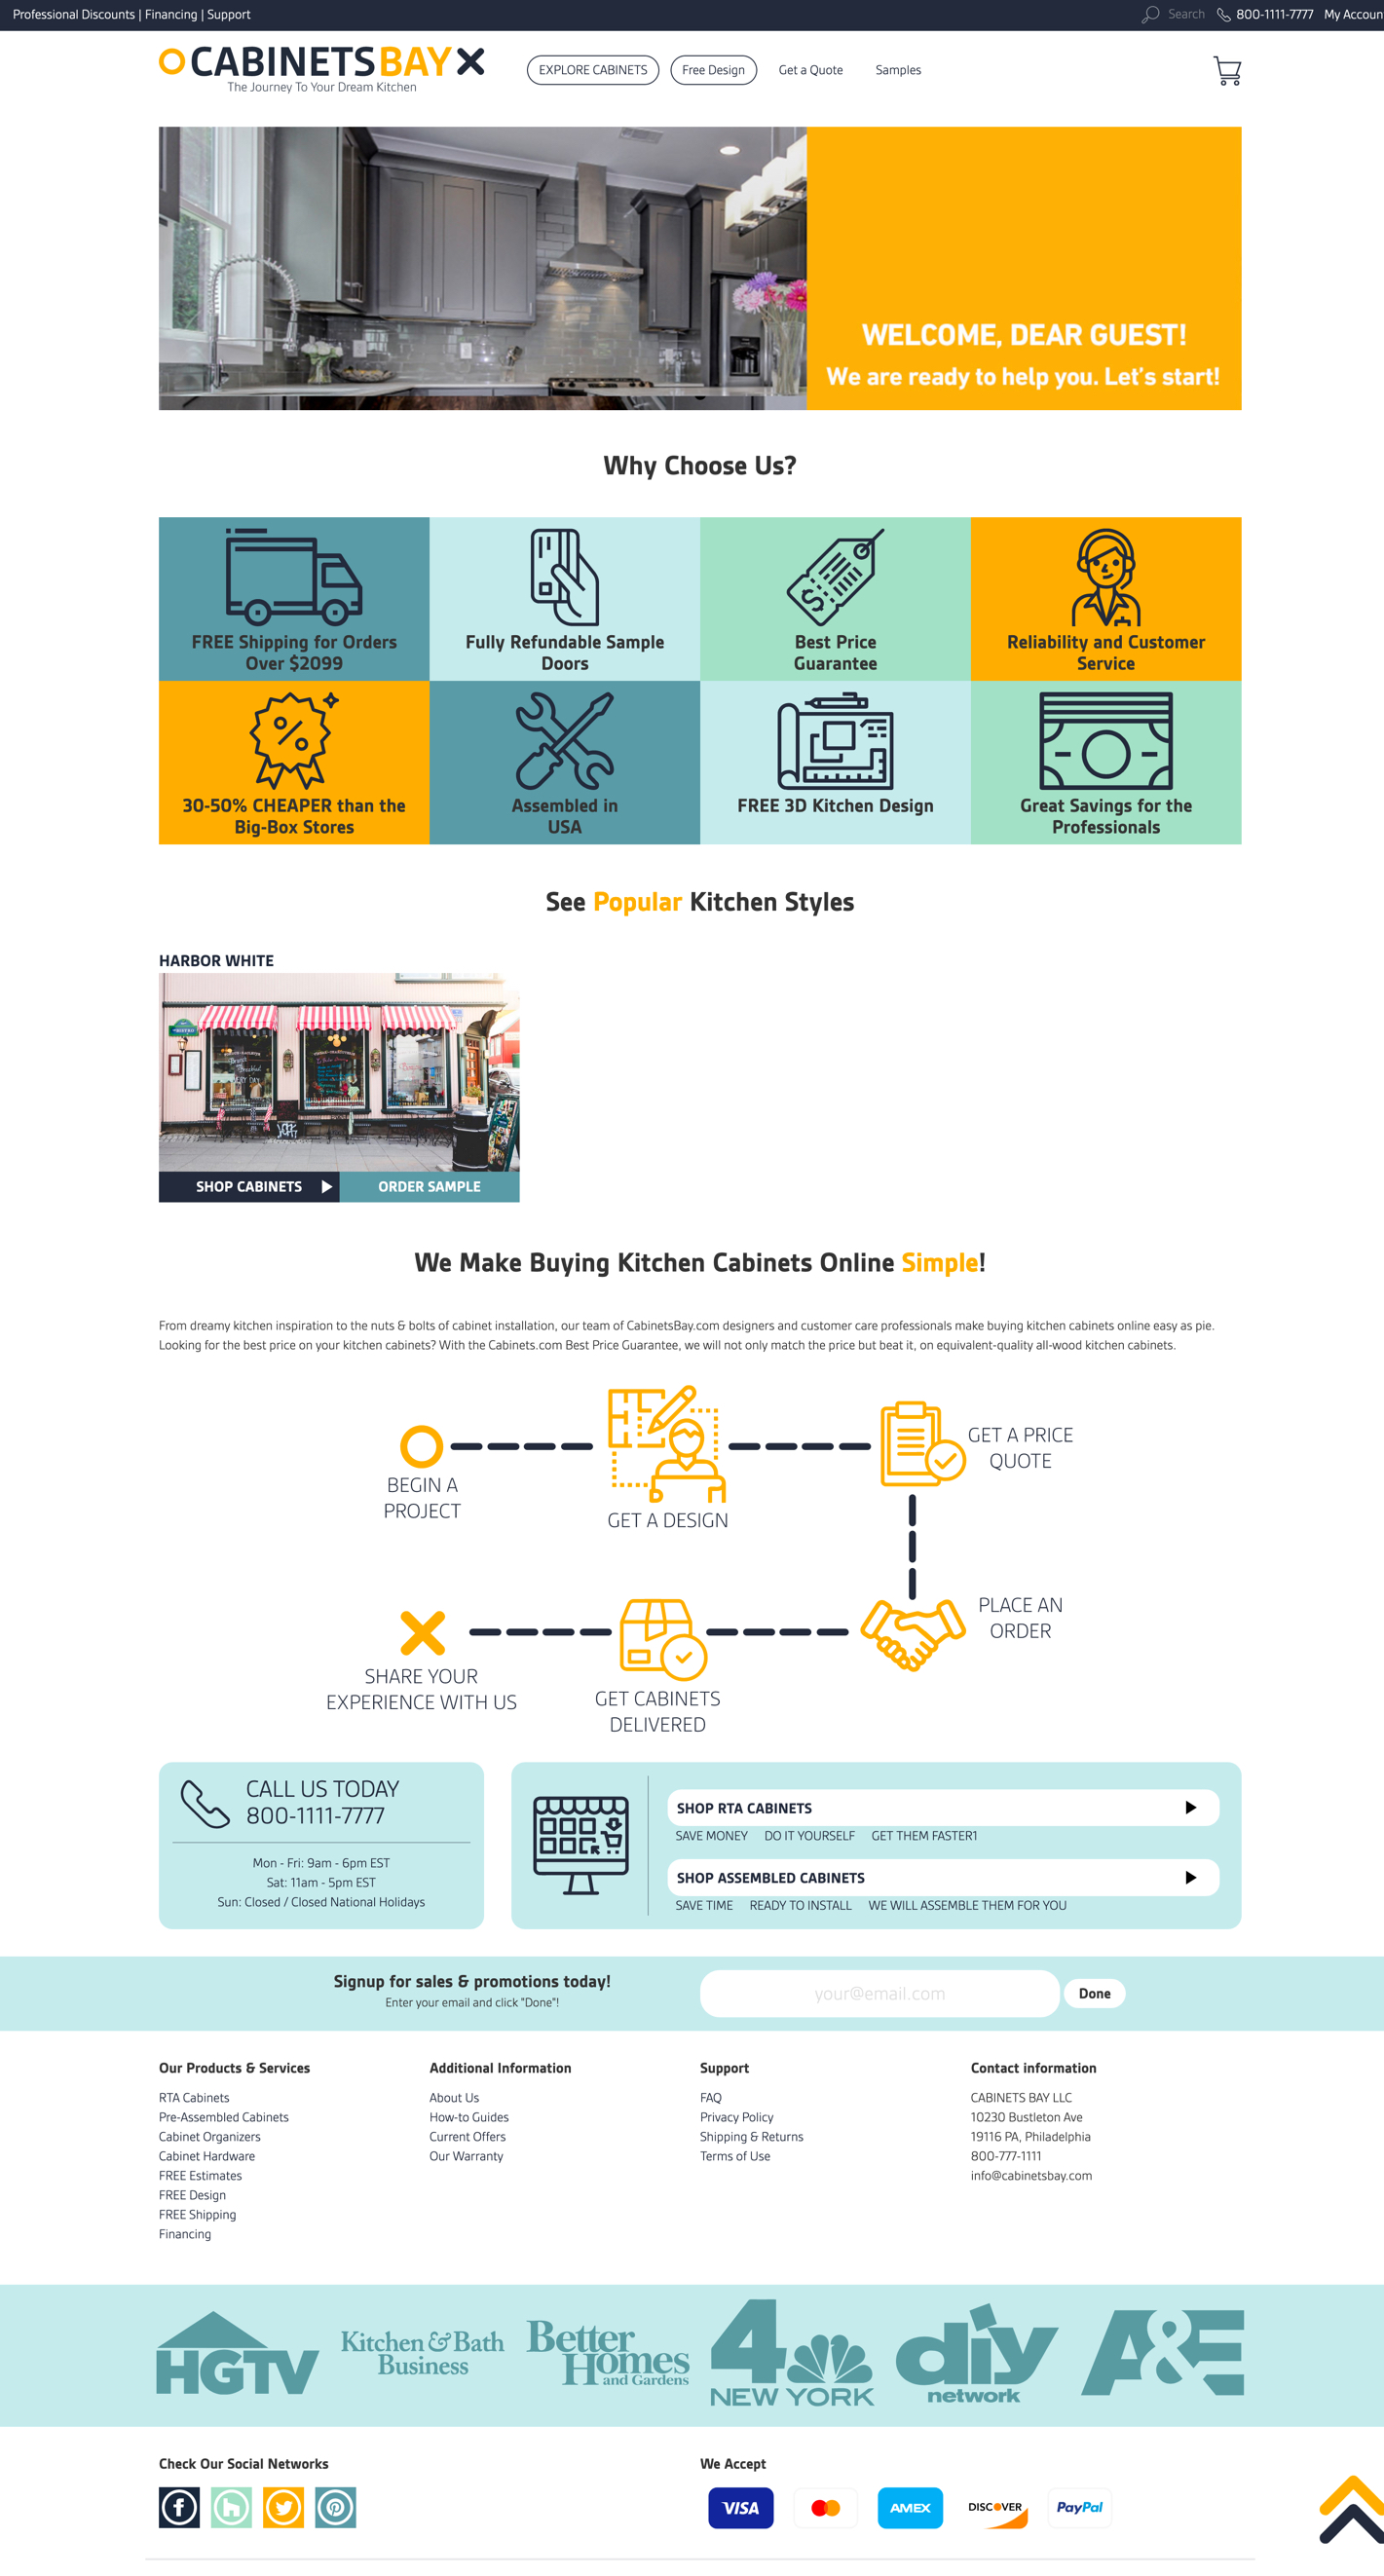 Professional Discounts | Financing | Support
Search
800-1111-7777
My Accoun
CABINETSBAY
The Journey To Your Dream Kitchen
EXPLORE CABINETS
Free Design
Get a Quote
Samples
WELCOME, DEAR GUEST!
We are ready to help you. Let's start!
Why Choose Us?
FREE Shipping for Orders
Over $2099
Fully Refundable Sample
Doors
Best Price
Guarantee
Reliability and Customer
Service
30-50% CHEAPER than the
Big-Box Stores
Assembled in
USA
FREE 3D Kitchen Design
Great Savings for the
Professionals
See Popular Kitchen Styles
HARBOR WHITE
BISTRO
SHOP CABINETS
ORDER SAMPLE
We Make Buying Kitchen Cabinets Online Simple!
From dreamy kitchen inspiration to the nuts & bolts of cabinet installation, our team of CabinetsBay.com designers and customer care professionals make buying kitchen cabinets online easy as pie.
Looking for the best price on your kitchen cabinets? With the Cabinets.com Best Price Guarantee, we will not only match the price but beat it, on equivalent-quality all-wood kitchen cabinets.
BEGIN A
PROJECT
GET A DESIGN
GET A PRICE
QUOTE
PLACE AN
ORDER
SHARE YOUR
EXPERIENCE WITH US
GET CABINETS
DELIVERED
CALL US TODAY
800-1111-7777
Mon - Fri: 9am - 6pm EST
Sat: 11am - 5pm EST
Sun: Closed / Closed National Holidays
SHOP RTA CABINETS
SAVE MONEY DO IT YOURSELF GET THEM FASTER1
SHOP ASSEMBLED CABINETS
SAVE TIME READY TO INSTALL WE WILL ASSEMBLE THEM FOR YOU
Signup for sales & promotions today!
Enter your email and click "Done"!
your@email.com
Done
Our Products & Services
RTA Cabinets
Pre-Assembled Cabinets
Cabinet Organizers
Cabinet Hardware
FREE Estimates
FREE Design
FREE Shipping
Financing
Additional Information
About Us
How-to Guides
Current Offers
Our Warranty
Support
FAQ
Privacy Policy
Shipping & Returns
Terms of Use
Contact information
CABINETS BAY LLC
10230 Bustleton Ave
19116 PA, Philadelphia
800-777-1111
info@cabinetsbay.com
HGTV
Kitchen & Bath
Business
Better
Homes
and Gardens
4
NEW YORK
diy
network
A&E
Check Our Social Networks
We Accept
VISA
AMEX
DISCOVER
PayPal